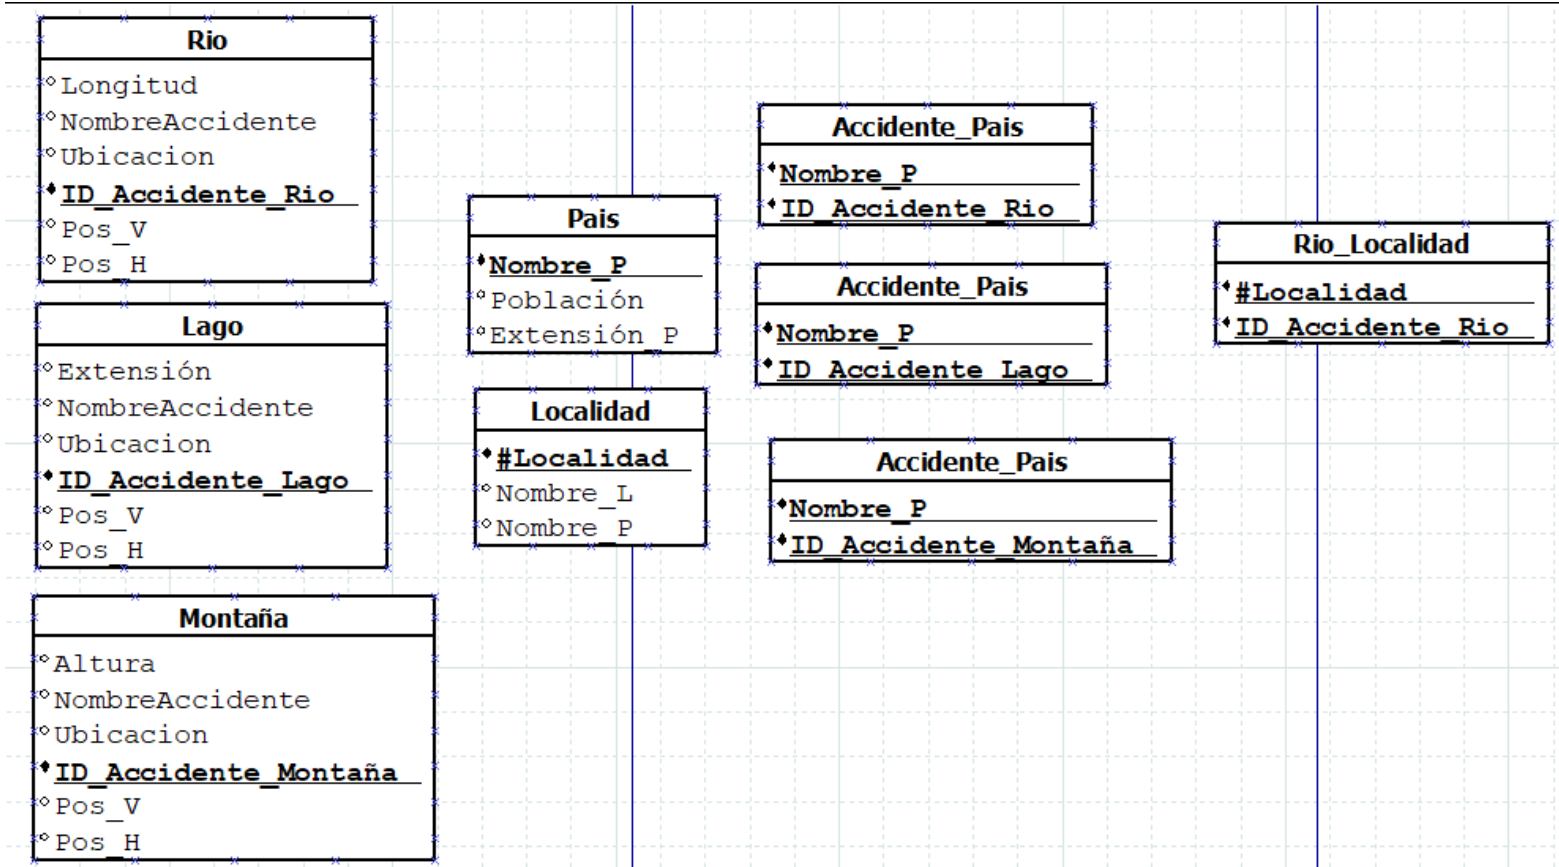 Rio
Longitud
NombreAccidente
Ubicacion
ID_Accidente_Rio
Pos_V
Pos_H
Lago
Extensión
NombreAccidente
Ubicacion
ID_Accidente_Lago
Pos_V
Pos_H
Montaña
Altura
NombreAccidente
Ubicacion
ID_Accidente_Montaña
Pos_V
Pos_H
Pais
Nombre_P
Población
Extensión_P
Localidad
#Localidad
Nombre_L
Nombre_P
Accidente_Pais
Nombre_P
ID_Accidente_Rio
Accidente_Pais
Nombre_P
ID_Accidente_Lago
Accidente_Pais
Nombre_P
ID_Accidente_Montaña
Rio_Localidad
#Localidad
ID_Accidente_Rio